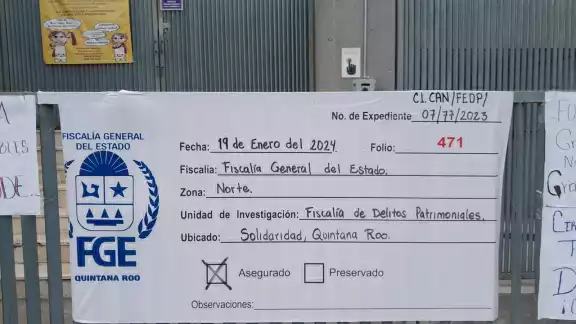 CI.CAN/FEDP/
No. de Expediente 07/77/2023
FISCALÍA GENERAL
DEL ESTADO
FGE
QUINTANA ROO
Fecha: 19 de Enero del 2024 Folio: 471
Fiscalía: Fiscalía General del Estado.
Zona: Norte.
Unidad de Investigación: Fiscalía de Delitos Patrimoniales.
Ubicado: Solidaridad, Quintana Roo.
Asegurado Preservado
Observaciones: